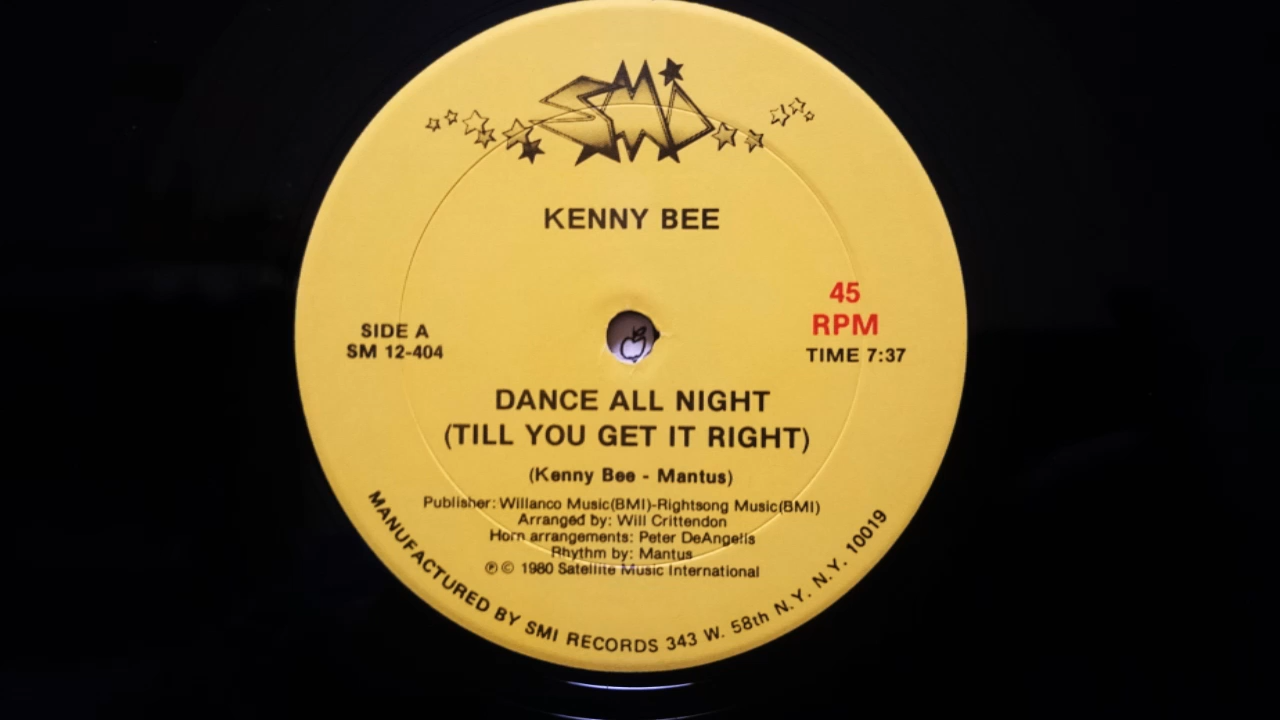 SMI
KENNY BEE
45
RPM
SIDE A
SM 12-404
TIME 7:37
DANCE ALL NIGHT
(TILL YOU GET IT RIGHT)
(Kenny Bee - Mantus)
Publisher: Willanco Music(BMI)-Rightsong Music(BMI)
Arranged by: Will Crittendon
Horn arrangements: Peter DeAngelis
Rhythm by: Mantus
℗ © 1980 Satellite Music International
MANUFACTURED BY SMI RECORDS 343 W. 58th N.Y. N.Y. 10019